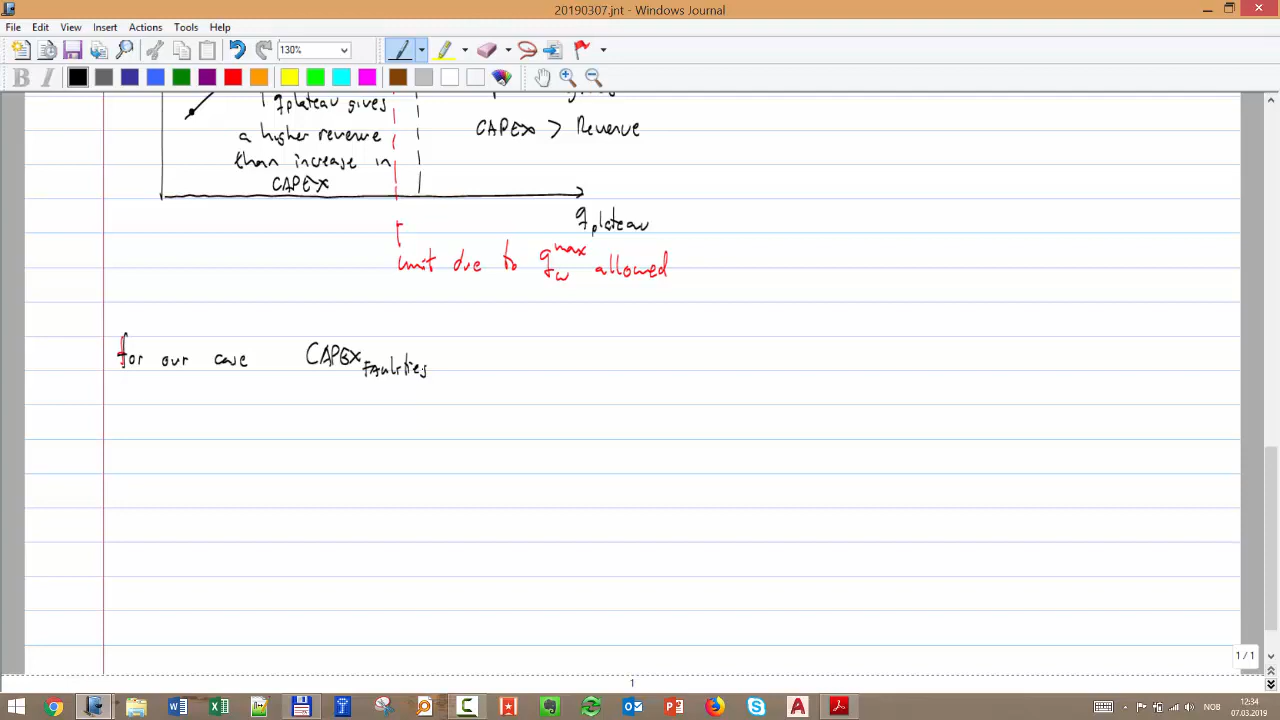 20190307.jnt - Windows Journal
File Edit View Insert Actions Tools Help
130%
q plateau gives
a higher revenue
than increase in
CAPEX
CAPEX > Revenue
q plateau
limit due to q w max allowed
for our case CAPEX Facilities
1 / 1
1
NOB
12:34
07.03.2019